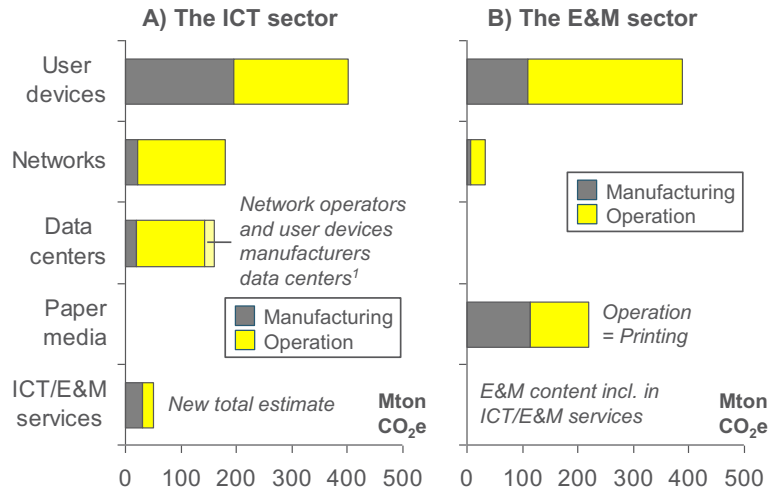 A) The ICT sector
User
devices
Networks
Data
centers
Paper
media
ICT/E&M
services
Network operators
and user devices
manufacturers
data centers¹
Manufacturing
Operation
New total estimate
Mton
CO₂e
0 100 200 300 400 500
B) The E&M sector
Manufacturing
Operation
Operation
= Printing
E&M content incl. in
ICT/E&M services
Mton
CO₂e
0 100 200 300 400 500